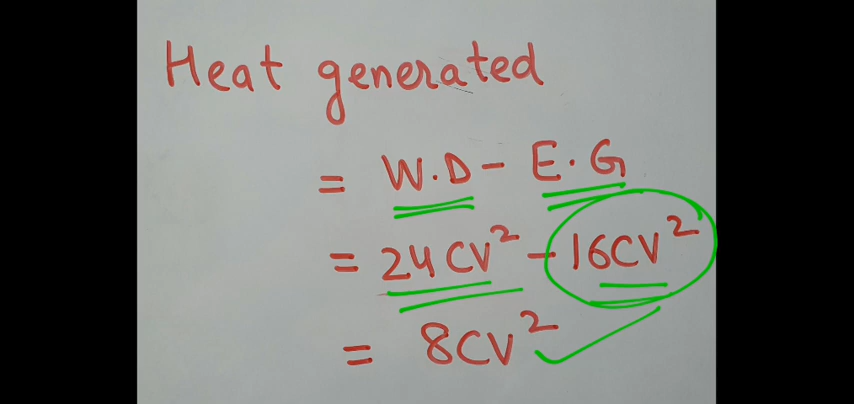 Heat generated
= W.D - E.G
= 24CV² - 16CV²
= 8CV²